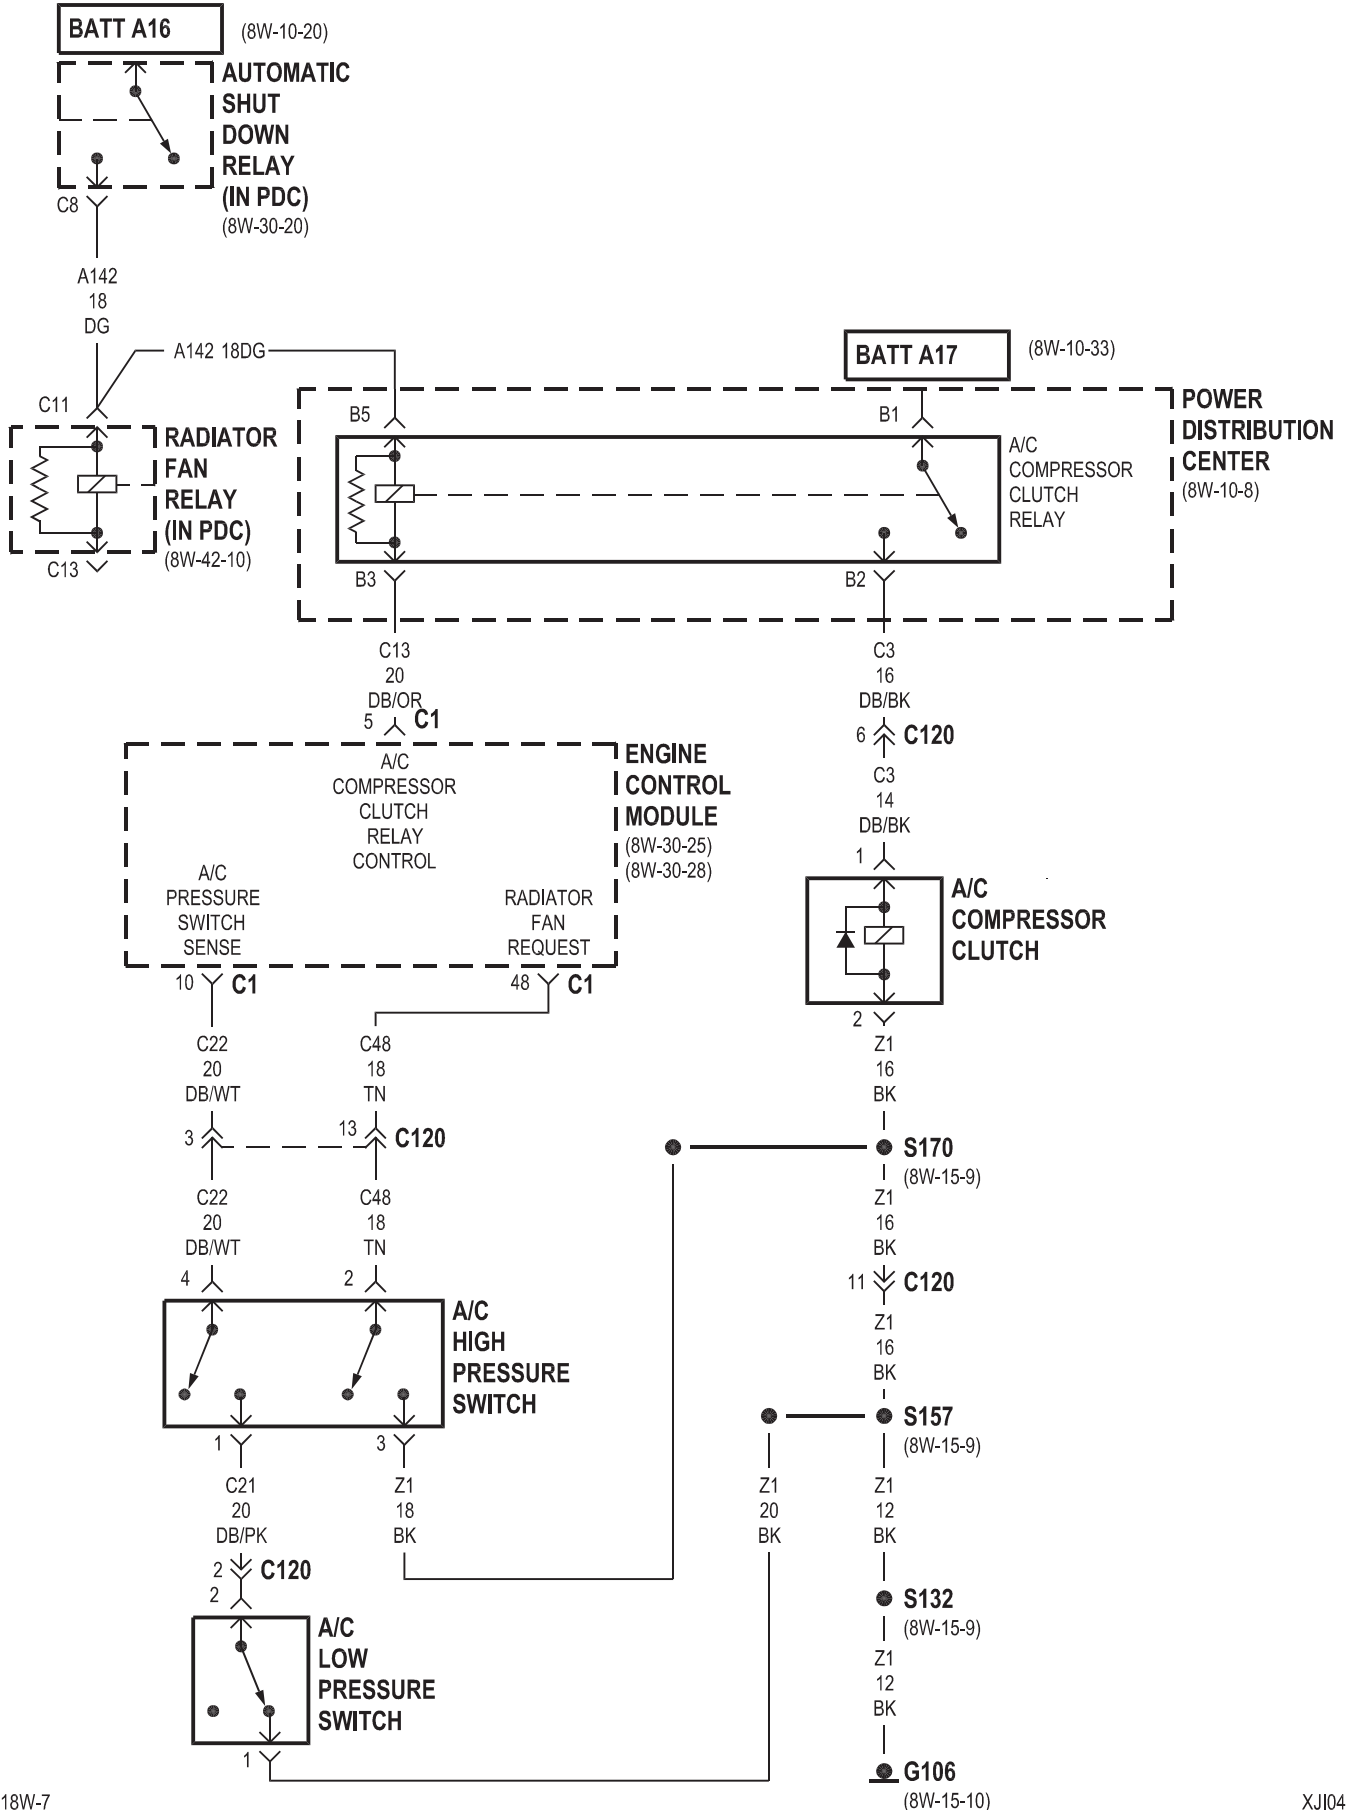 BATT A16 (8W-10-20)
AUTOMATIC
SHUT
DOWN
RELAY
(IN PDC)
(8W-30-20)
C8
A142
18
DG
A142 18DG
BATT A17 (8W-10-33)
C11
B5
B1
POWER
DISTRIBUTION
CENTER
(8W-10-8)
RADIATOR
FAN
RELAY
(IN PDC)
(8W-42-10)
A/C
COMPRESSOR
CLUTCH
RELAY
C13
B3
B2
C13
20
DB/OR
5 C1
C3
16
DB/BK
6 C120
C3
14
DB/BK
1
ENGINE
CONTROL
MODULE
(8W-30-25)
(8W-30-28)
A/C
COMPRESSOR
CLUTCH
RELAY
CONTROL
A/C
PRESSURE
SWITCH
SENSE
RADIATOR
FAN
REQUEST
A/C
COMPRESSOR
CLUTCH
10 C1
48 C1
2
C22
20
DB/WT
C48
18
TN
Z1
16
BK
3
13 C120
S170
(8W-15-9)
C22
20
DB/WT
C48
18
TN
Z1
16
BK
4
2
11 C120
A/C
HIGH
PRESSURE
SWITCH
Z1
16
BK
S157
(8W-15-9)
1
3
C21
20
DB/PK
Z1
18
BK
Z1
20
BK
Z1
12
BK
2 C120
2
S132
(8W-15-9)
A/C
LOW
PRESSURE
SWITCH
Z1
12
BK
1
G106
(8W-15-10)
18W-7
XJI04